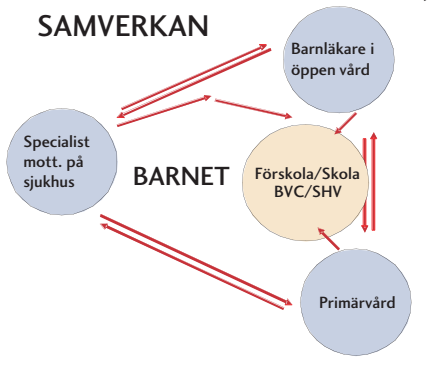 SAMVERKAN
Barnläkare i
öppen vård
Specialist
mott. på
sjukhus
BARNET
Förskola/Skola
BVC/SHV
Primärvård